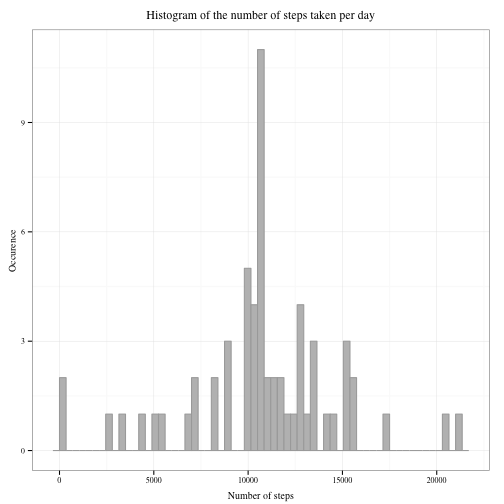 Histogram of the number of steps taken per day
9
6
3
0
Occurence
0 5000 10000 15000 20000
Number of steps